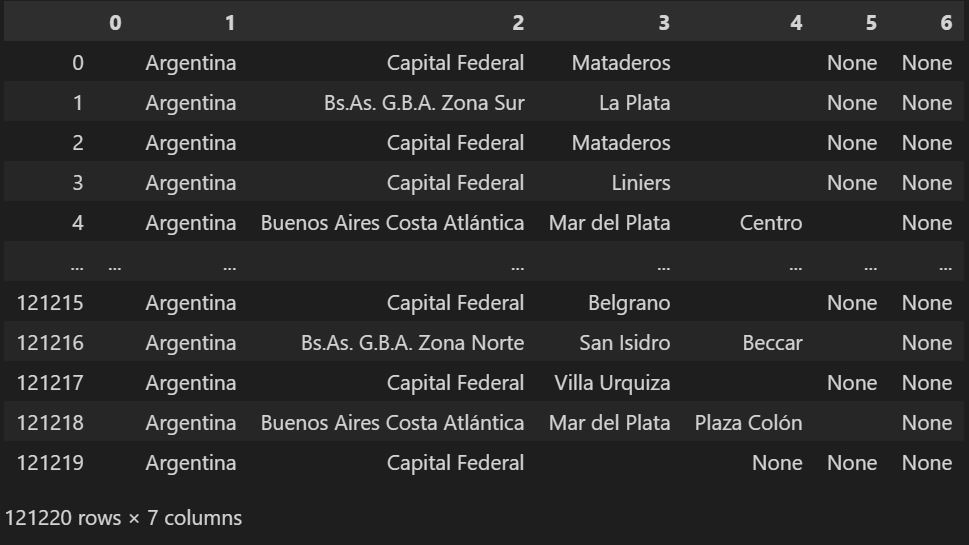 0 1 2 3 4 5 6
0 Argentina Capital Federal Mataderos None None
1 Argentina Bs.As. G.B.A. Zona Sur La Plata None None
2 Argentina Capital Federal Mataderos None None
3 Argentina Capital Federal Liniers None None
4 Argentina Buenos Aires Costa Atlántica Mar del Plata Centro None
... ... ... ... ... ... ... ...
121215 Argentina Capital Federal Belgrano None None
121216 Argentina Bs.As. G.B.A. Zona Norte San Isidro Beccar None
121217 Argentina Capital Federal Villa Urquiza None None
121218 Argentina Buenos Aires Costa Atlántica Mar del Plata Plaza Colón None
121219 Argentina Capital Federal None None None
121220 rows × 7 columns